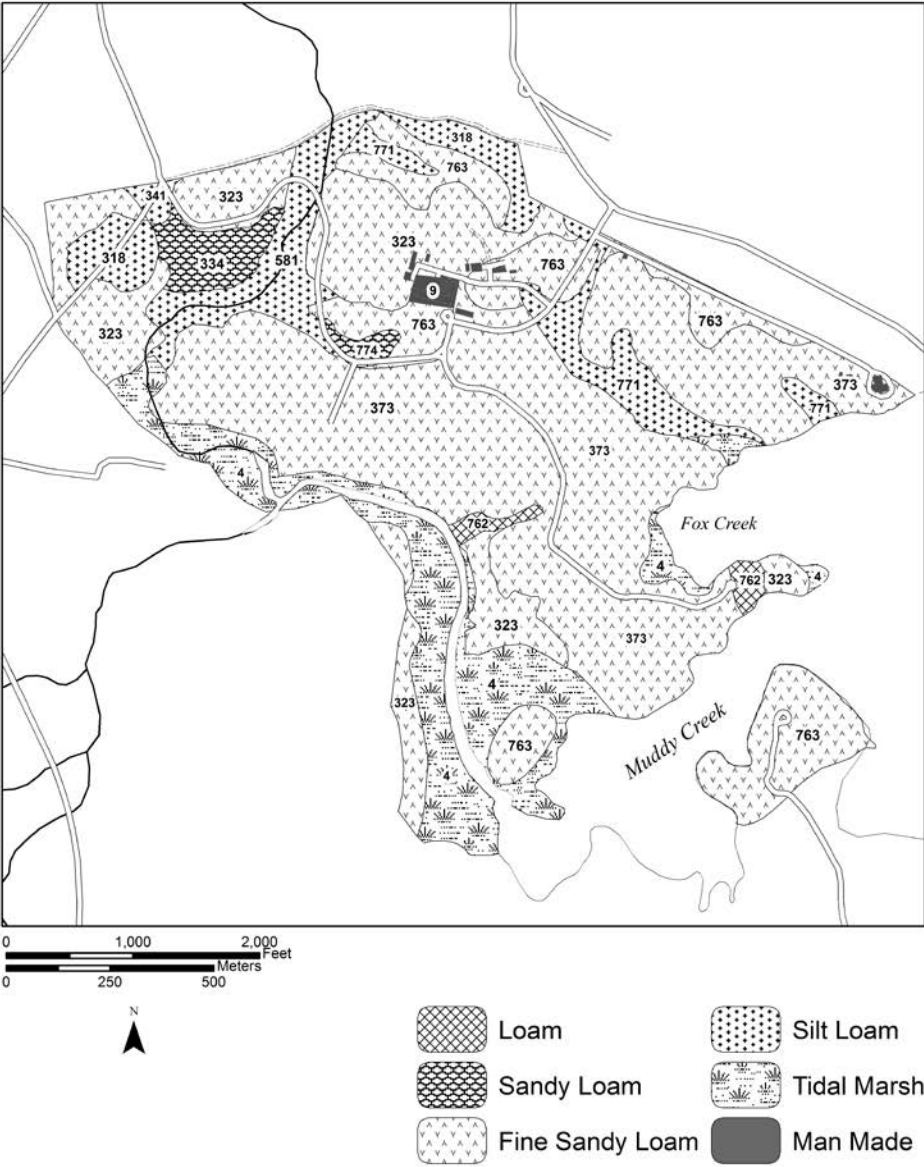 318
771
763
341
323
334
581
318
323
763
9
763
323
774
763
771
373
771
373
373
4
762
Fox Creek
4
762
323
4
323
373
4
323
763
763
Muddy Creek
4
0 1,000 2,000
Feet
Meters
0 250 500
N
Loam
Silt Loam
Sandy Loam
Tidal Marsh
Fine Sandy Loam
Man Made